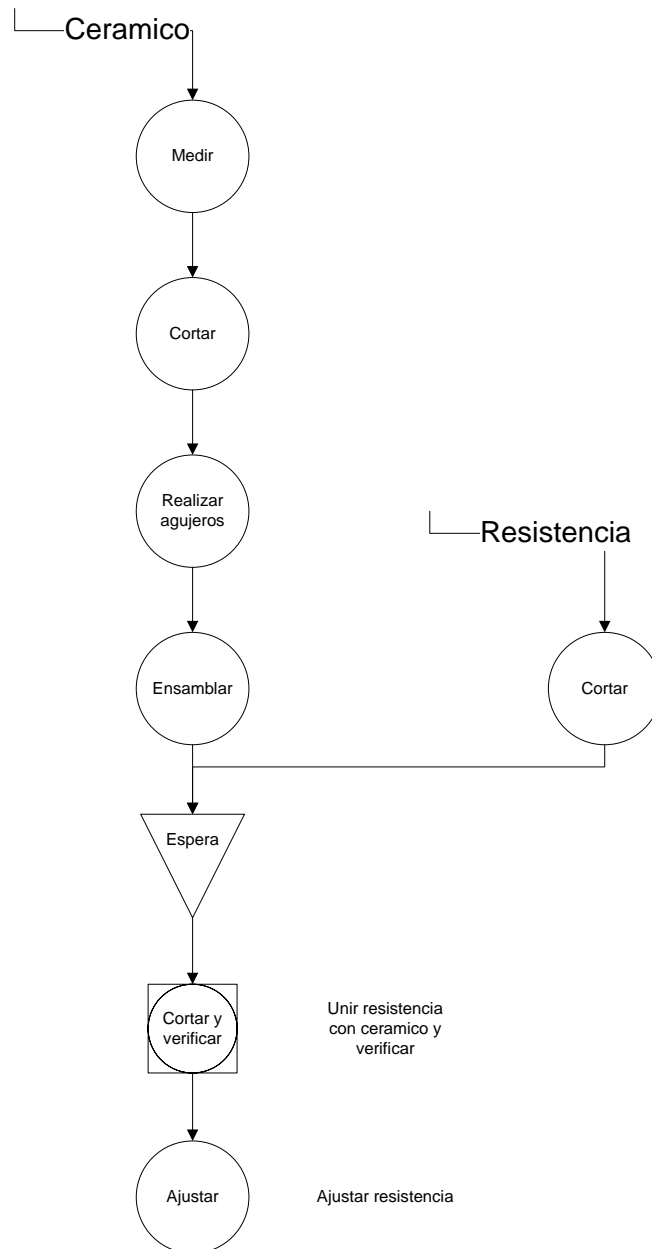 Ceramico
Medir
Cortar
Realizar
agujeros
Resistencia
Ensamblar
Cortar
Espera
Cortar y
verificar
Unir resistencia
con ceramico y
verificar
Ajustar
Ajustar resistencia